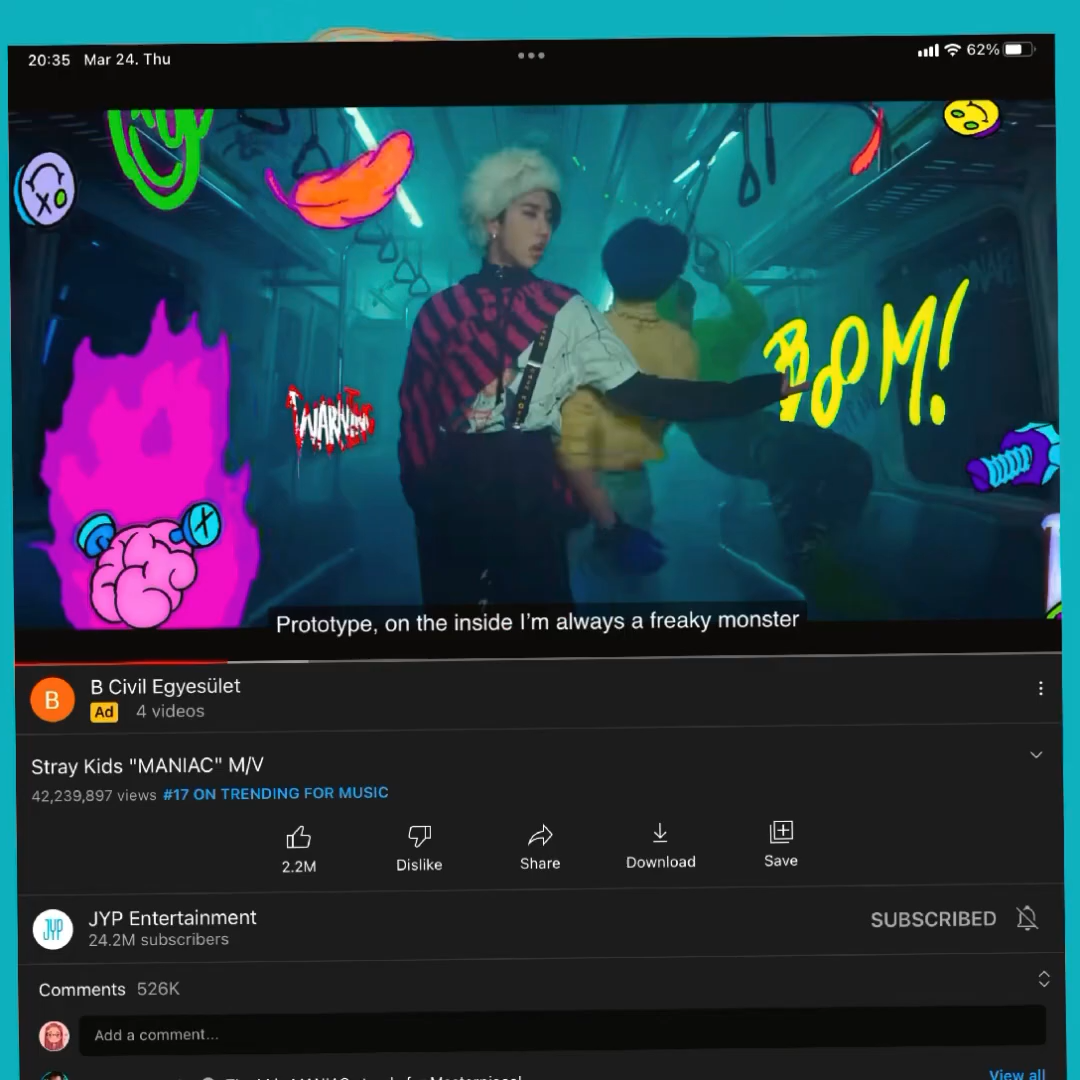 20:35 Mar 24. Thu
62%
BOOM!
Prototype, on the inside I'm always a freaky monster
B
B Civil Egyesület
Ad 4 videos
Stray Kids "MANIAC" M/V
42,239,897 views #17 ON TRENDING FOR MUSIC
2.2M Dislike Share Download Save
JYP
JYP Entertainment
24.2M subscribers
SUBSCRIBED
Comments 526K
Add a comment...
View all